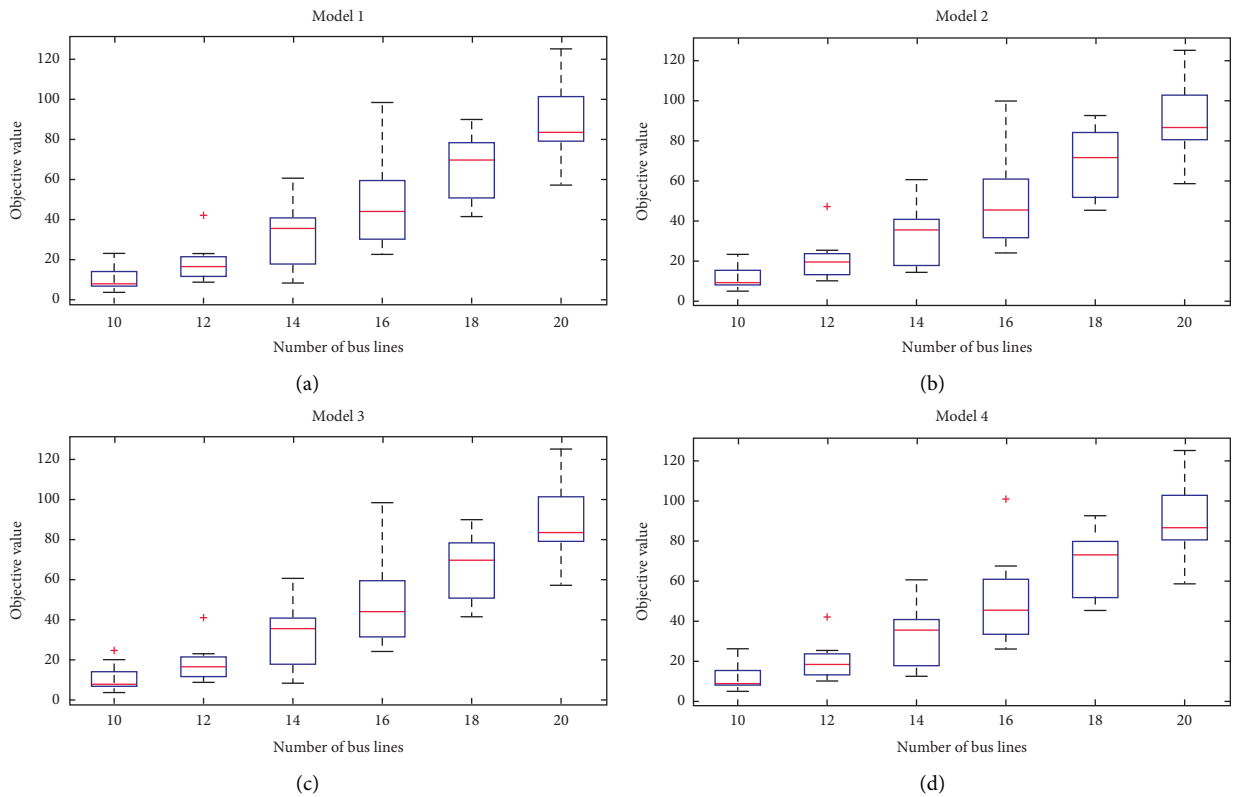 Model 1
Objective value
120
100
80
60
40
20
0
10 12 14 16 18 20
Number of bus lines
(a)
Model 2
Objective value
120
100
80
60
40
20
0
10 12 14 16 18 20
Number of bus lines
(b)
Model 3
Objective value
120
100
80
60
40
20
0
10 12 14 16 18 20
Number of bus lines
(c)
Model 4
Objective value
120
100
80
60
40
20
0
10 12 14 16 18 20
Number of bus lines
(d)